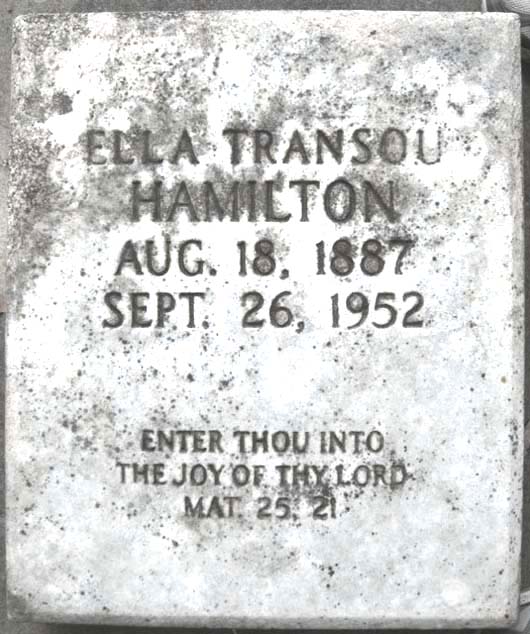 ELLA TRANSOU
HAMILTON
AUG. 18, 1887
SEPT. 26, 1952
ENTER THOU INTO
THE JOY OF THY LORD
MAT. 25, 21